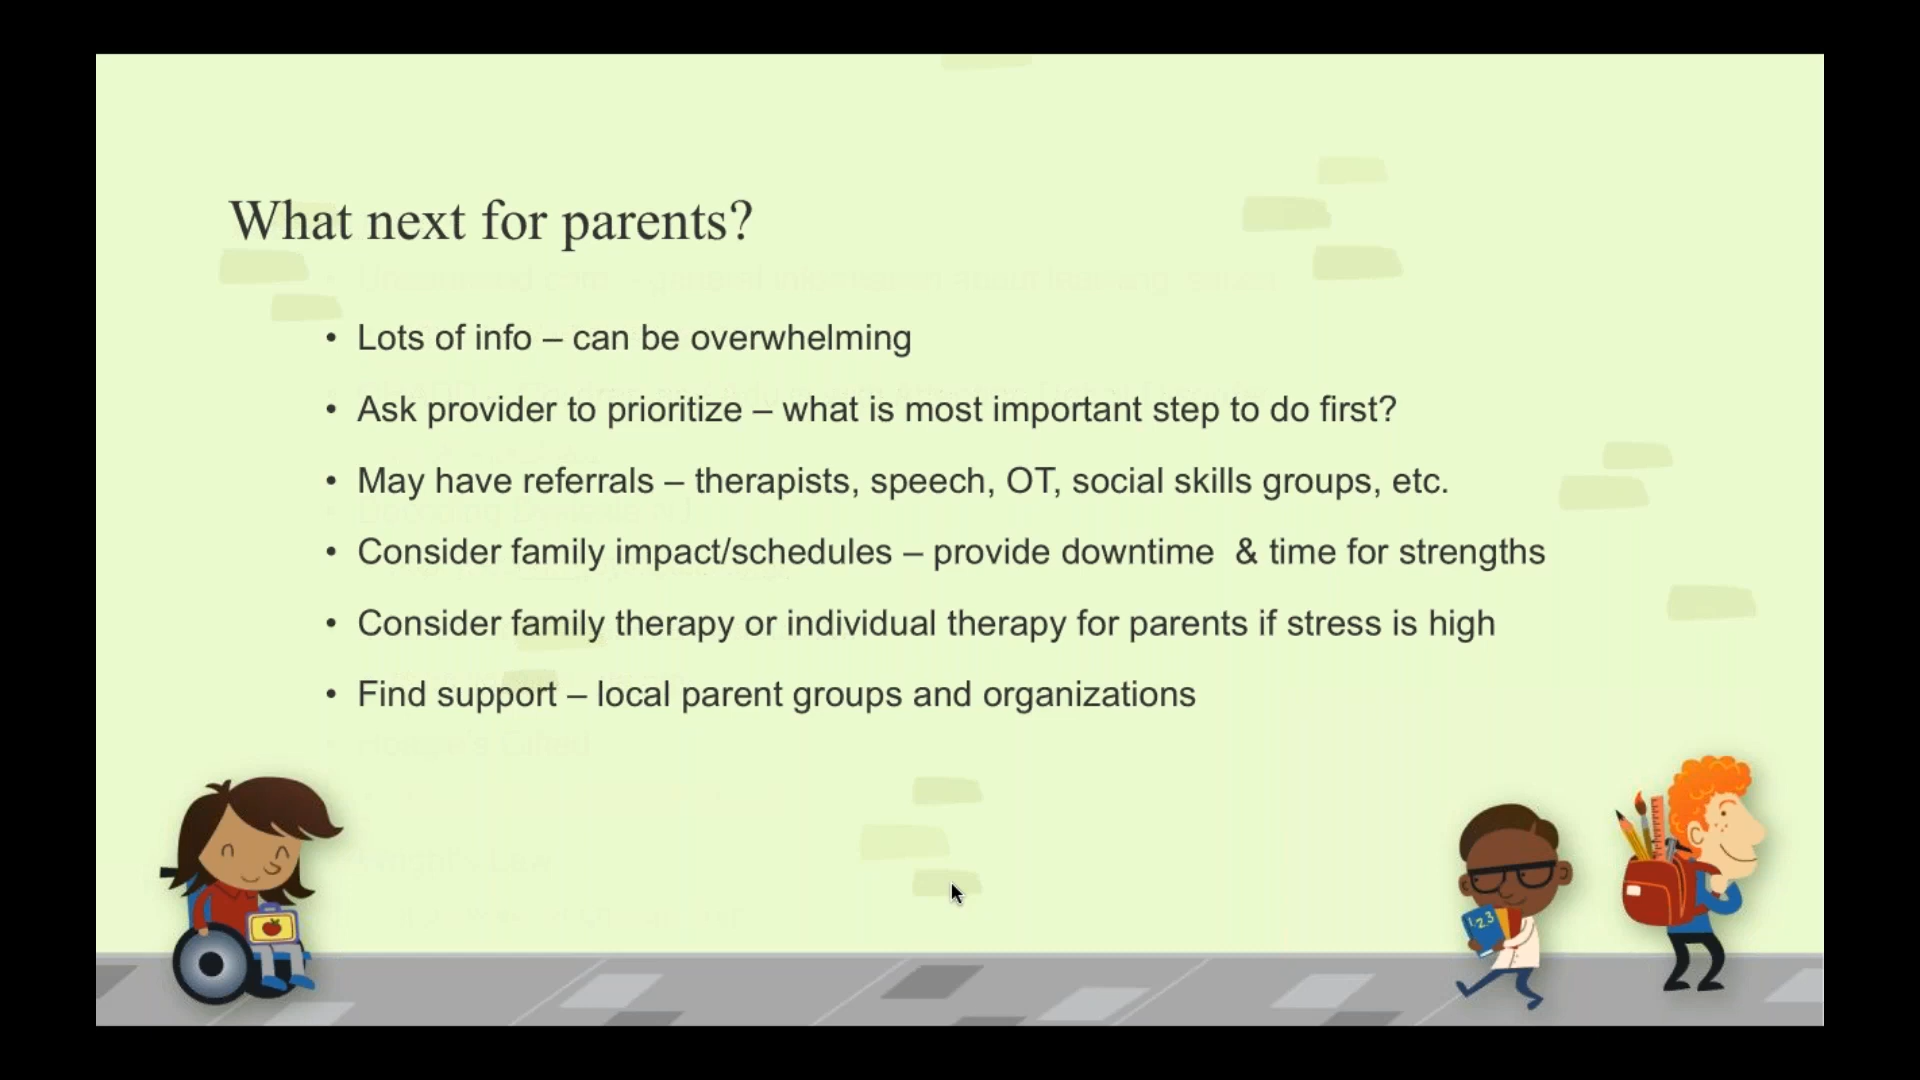 What next for parents?
• Lots of info – can be overwhelming
• Ask provider to prioritize – what is most important step to do first?
• May have referrals – therapists, speech, OT, social skills groups, etc.
• Consider family impact/schedules – provide downtime  & time for strengths
• Consider family therapy or individual therapy for parents if stress is high
• Find support – local parent groups and organizations
1 2 3